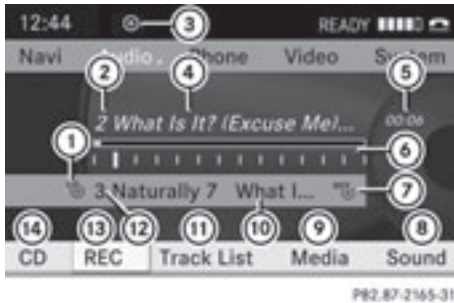 12:44 3 READY
Navi Audio Phone Video System
2 4 5
2 What Is It? (Excuse Me)... 00:06
1 6
3 Naturally 7 What I... 7
14 13 12 11 10 9 8
CD REC Track List Media Sound
P82.87-2165-31